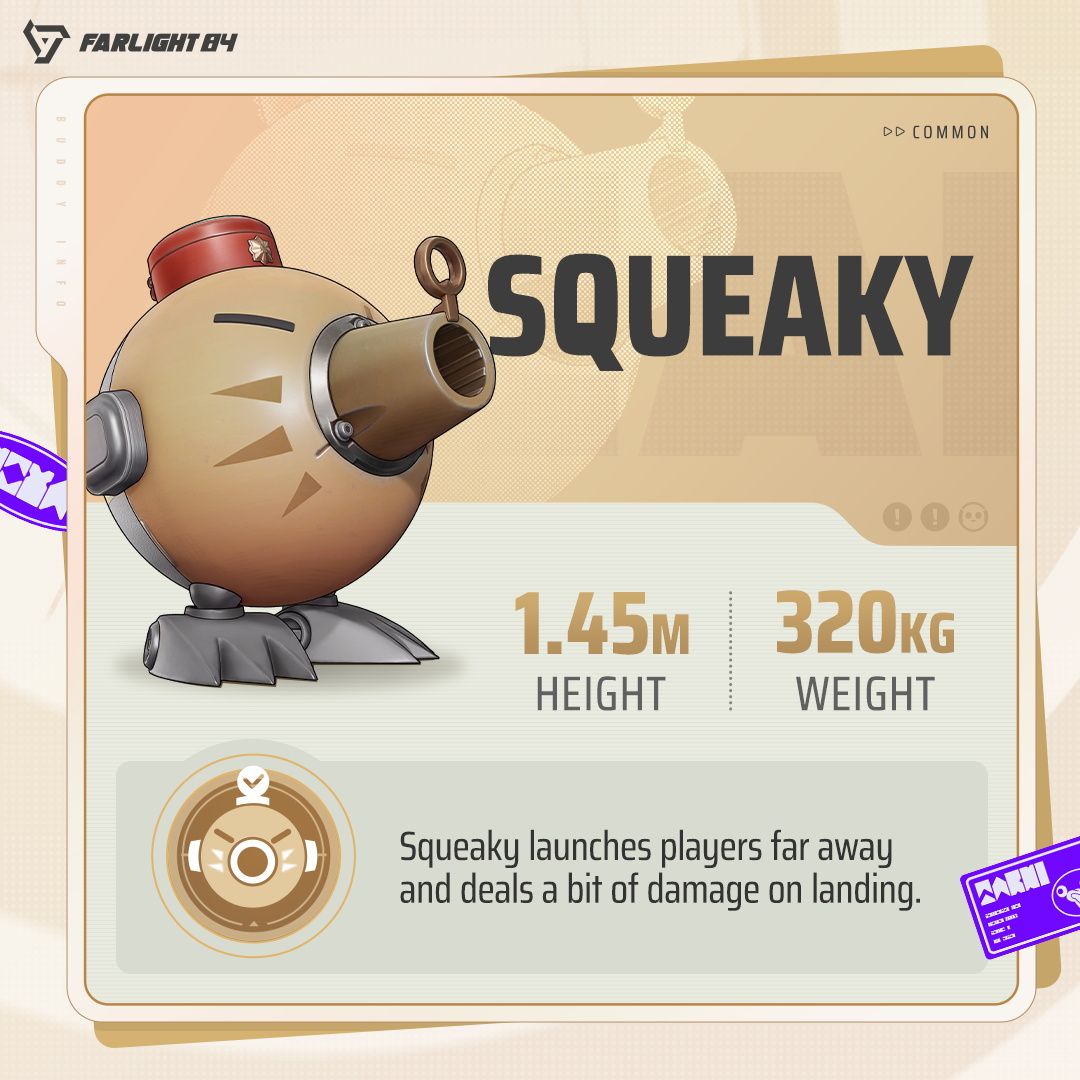 FARLIGHT 84
BUDDY INFO
COMMON
SQUEAKY
1.45M
HEIGHT
320KG
WEIGHT
Squeaky launches players far away
and deals a bit of damage on landing.